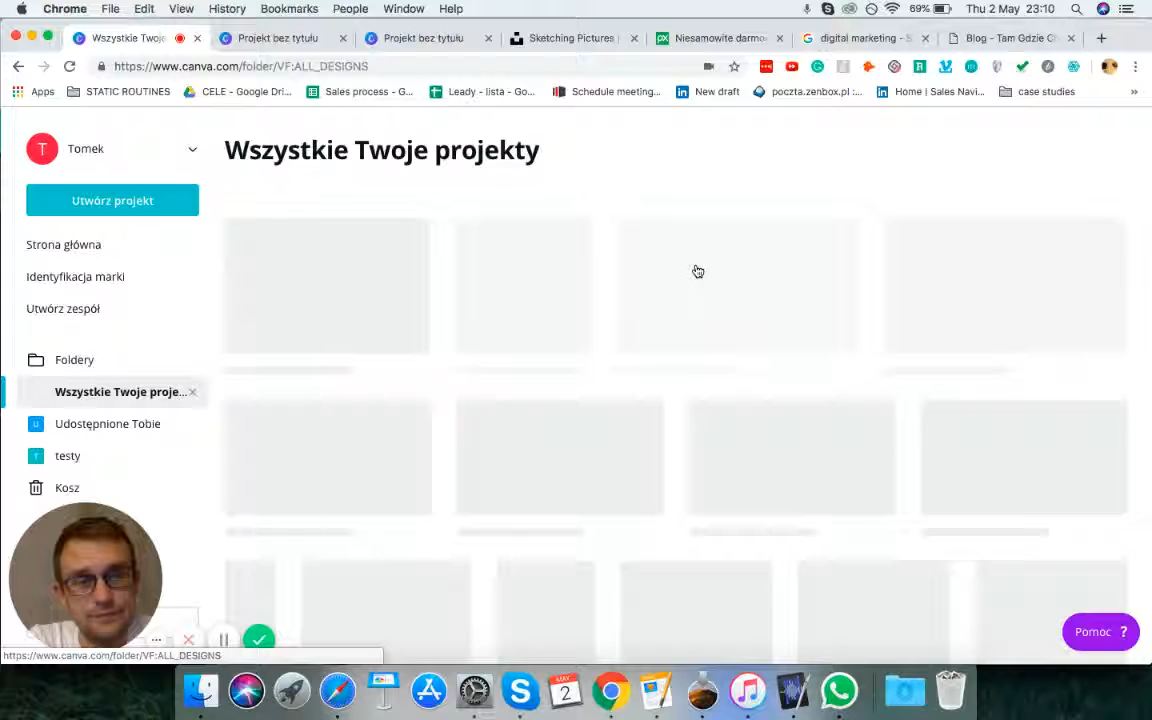 Chrome File Edit View History Bookmarks People Window Help 69% Thu 2 May 23:10
Wszystkie Twoje Projekt bez tytułu Projekt bez tytułu Sketching Pictures Niesamowite darmo digital marketing - S Blog - Tam Gdzie
https://www.canva.com/folder/VF:ALL_DESIGNS
Apps STATIC ROUTINES CELE - Google Dri... Sales process - G... Leady - lista - Go... Schedule meeting... New draft poczta.zenbox.pl :... Home | Sales Navi... case studies »
T Tomek
Wszystkie Twoje projekty
Utwórz projekt
Strona główna
Identyfikacja marki
Utwórz zespół
Foldery
Wszystkie Twoje proje...
U Udostępnione Tobie
T testy
Kosz
Pomoc ?
https://www.canva.com/folder/VF:ALL_DESIGNS
MAY
2